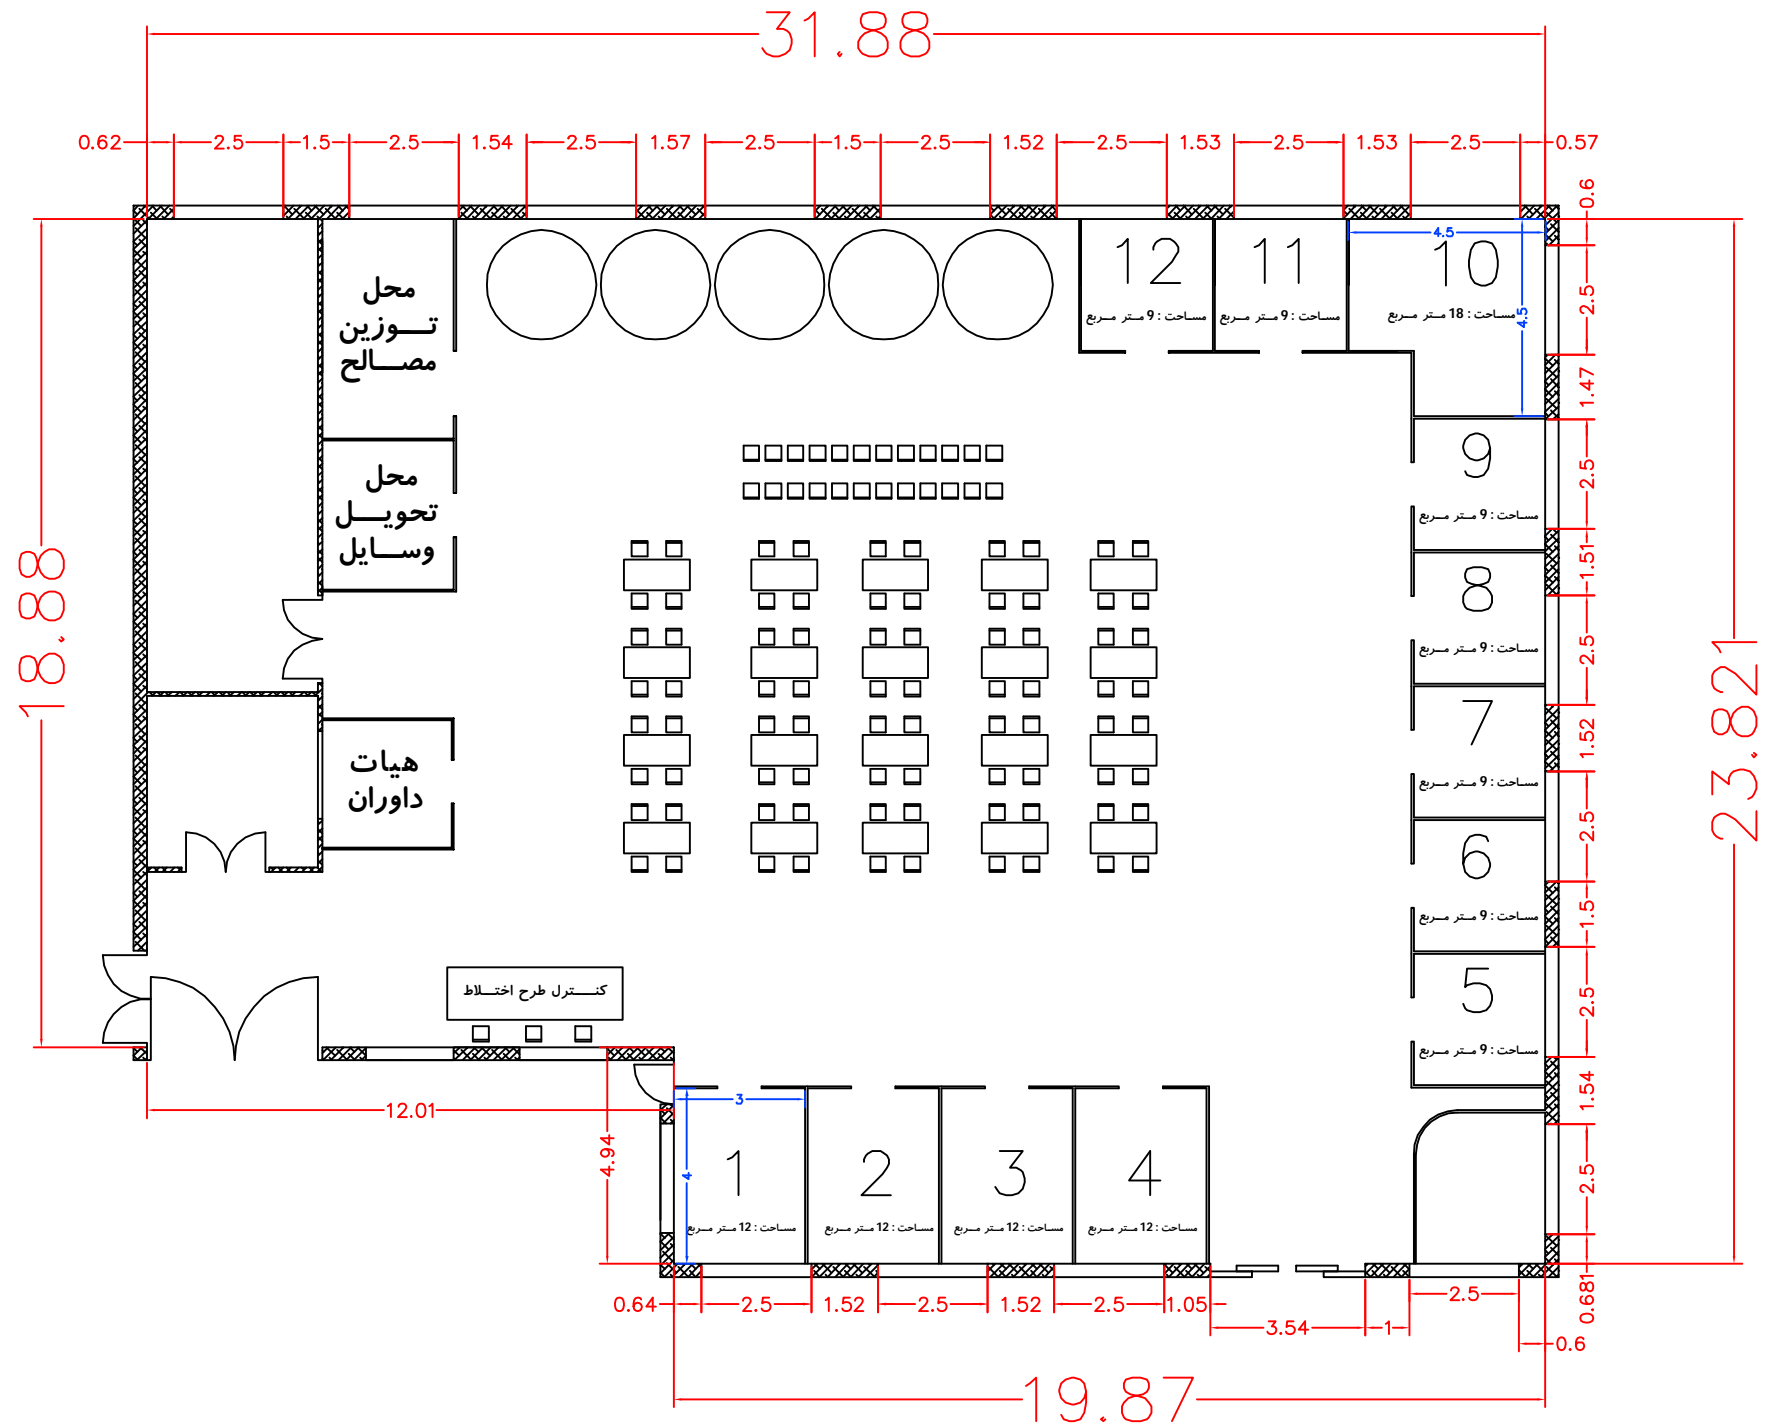 31.88
0.62 2.5 1.5 2.5 1.54 2.5 1.57 2.5 1.5 2.5 1.52 2.5 1.53 2.5 1.53 2.5 0.57
0.6
2.5
1.47
2.5
1.51
2.5
1.52
2.5
1.5
2.5
1.54
2.5
0.681
23.821
18.88
محل
تــوزین
مصــالح
محل
تحویــل
وســایل
هیات
داوران
12
مساحت : 9 متر مربع
11
مساحت : 9 متر مربع
4.5
10
مساحت : 18 متر مربع
4.5
9
مساحت : 9 متر مربع
8
مساحت : 9 متر مربع
7
مساحت : 9 متر مربع
6
مساحت : 9 متر مربع
5
مساحت : 9 متر مربع
کنــترل طرح اختــلاط
12.01
4.94
3
4
1
مساحت : 12 متر مربع
2
مساحت : 12 متر مربع
3
مساحت : 12 متر مربع
4
مساحت : 12 متر مربع
0.64 2.5 1.52 2.5 1.52 2.5 1.05
3.54 1
2.5
0.6
19.87